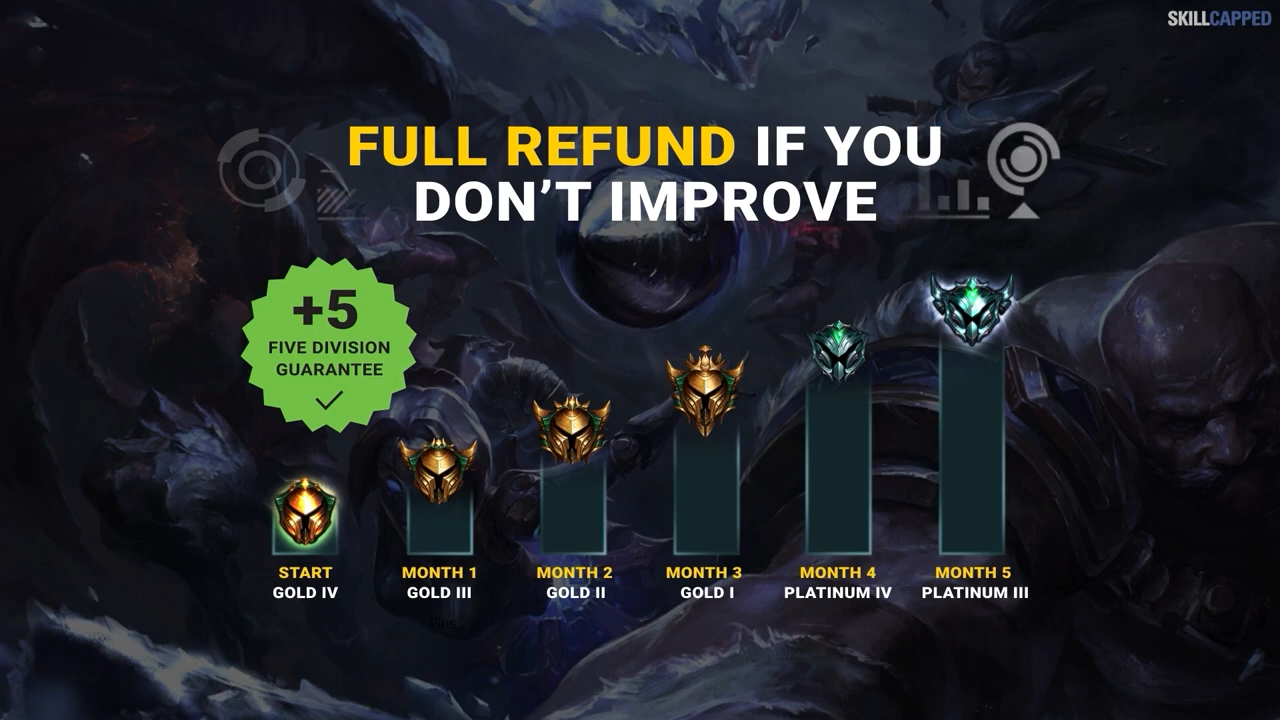 SKILLCAPPED
FULL REFUND IF YOU
DON'T IMPROVE
+5
FIVE DIVISION
GUARANTEE
START
GOLD IV
MONTH 1
GOLD III
MONTH 2
GOLD II
MONTH 3
GOLD I
MONTH 4
PLATINUM IV
MONTH 5
PLATINUM III
Plus